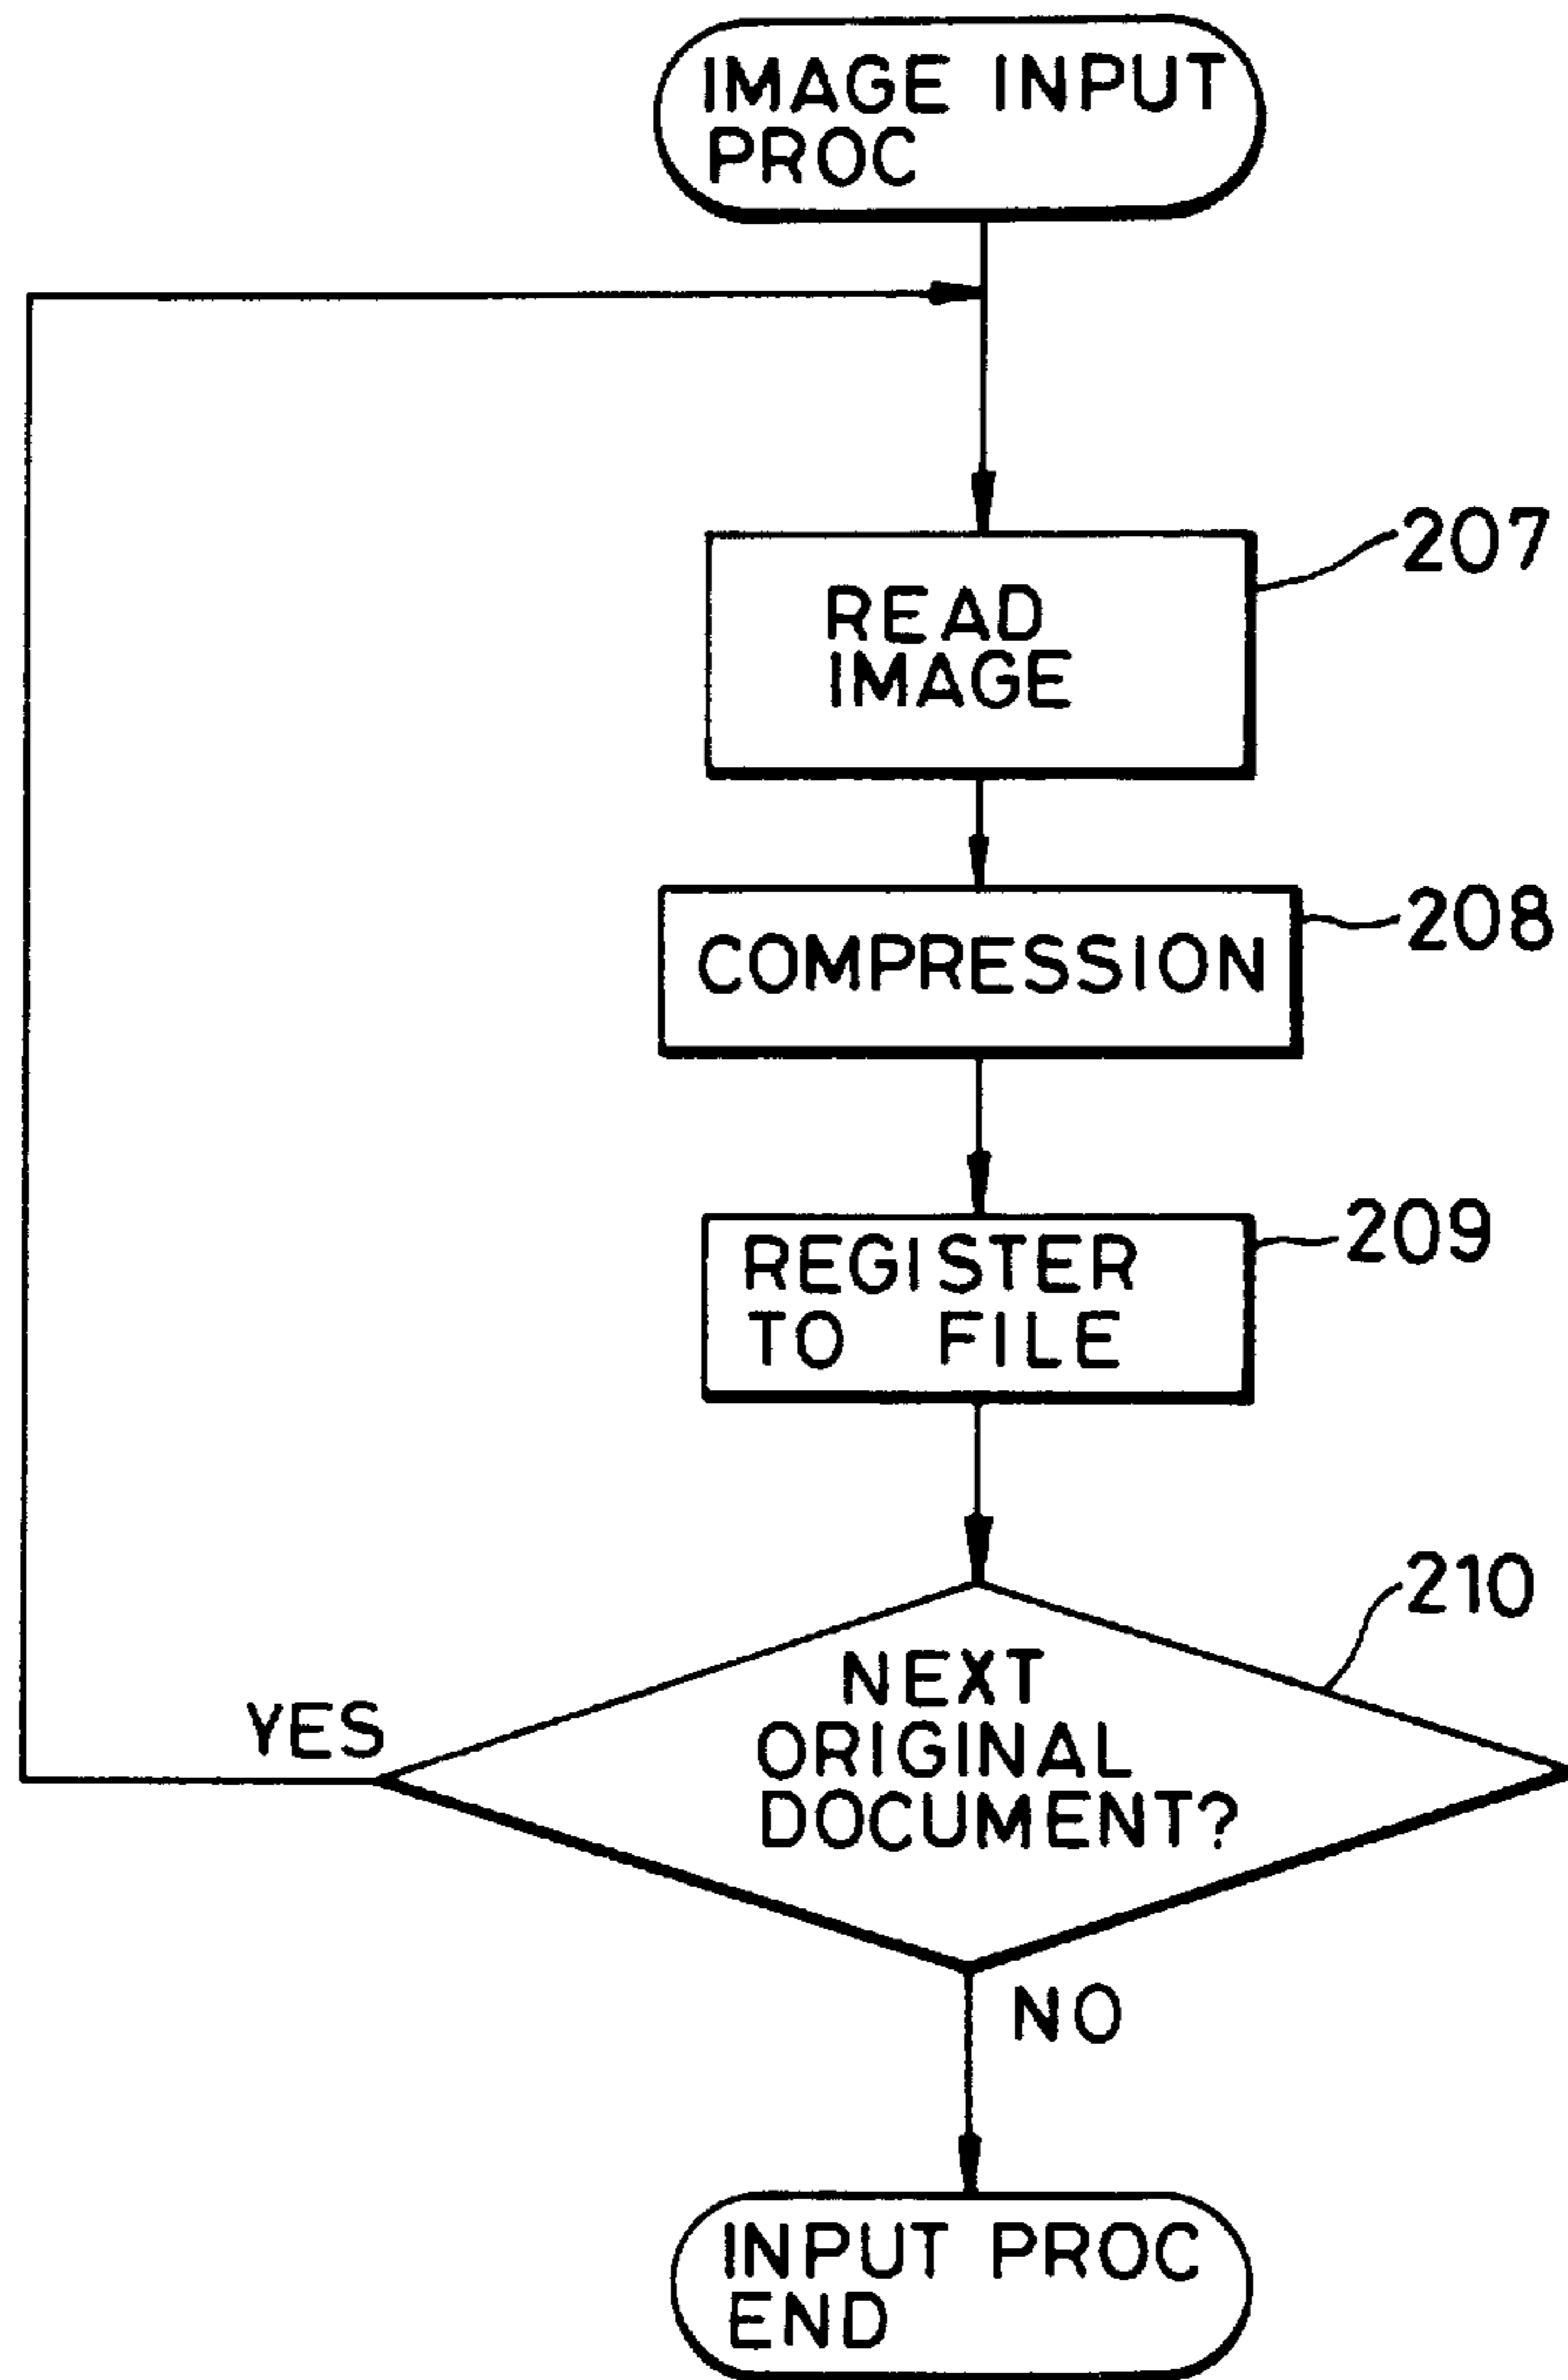 IMAGE INPUT
PROC
207
READ
IMAGE
208
COMPRESSION
209
REGISTER
TO FILE
210
NEXT
ORIGINAL
DOCUMENT?
YES
NO
INPUT PROC
END